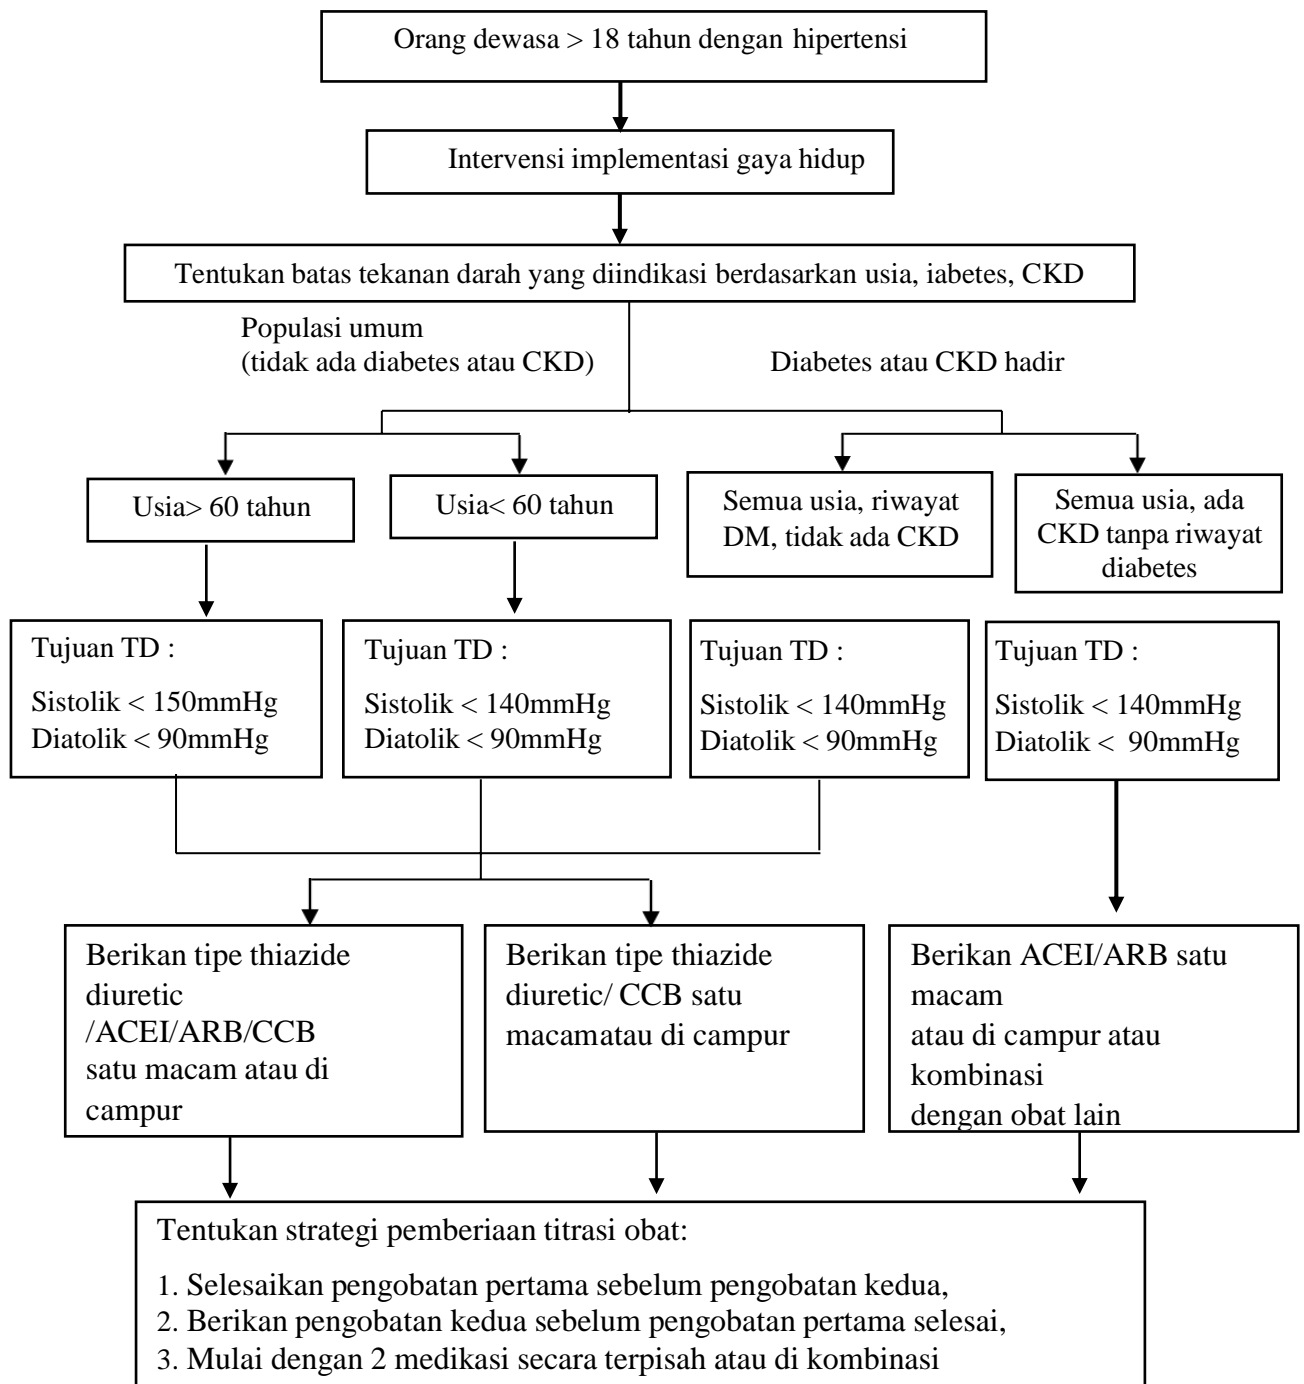 Orang dewasa > 18 tahun dengan hipertensi
Intervensi implementasi gaya hidup
Tentukan batas tekanan darah yang diindikasi berdasarkan usia, iabetes, CKD
Populasi umum
(tidak ada diabetes atau CKD)
Diabetes atau CKD hadir
Usia> 60 tahun
Usia< 60 tahun
Semua usia, riwayat
DM, tidak ada CKD
Semua usia, ada
CKD tanpa riwayat
diabetes
Tujuan TD :
Sistolik < 150mmHg
Diatolik < 90mmHg
Tujuan TD :
Sistolik < 140mmHg
Diatolik < 90mmHg
Tujuan TD :
Sistolik < 140mmHg
Diatolik < 90mmHg
Tujuan TD :
Sistolik < 140mmHg
Diatolik < 90mmHg
Berikan tipe thiazide
diuretic
/ACEI/ARB/CCB
satu macam atau di
campur
Berikan tipe thiazide
diuretic/ CCB satu
macamatau di campur
Berikan ACEI/ARB satu
macam
atau di campur atau
kombinasi
dengan obat lain
Tentukan strategi pemberiaan titrasi obat:
1. Selesaikan pengobatan pertama sebelum pengobatan kedua,
2. Berikan pengobatan kedua sebelum pengobatan pertama selesai,
3. Mulai dengan 2 medikasi secara terpisah atau di kombinasi